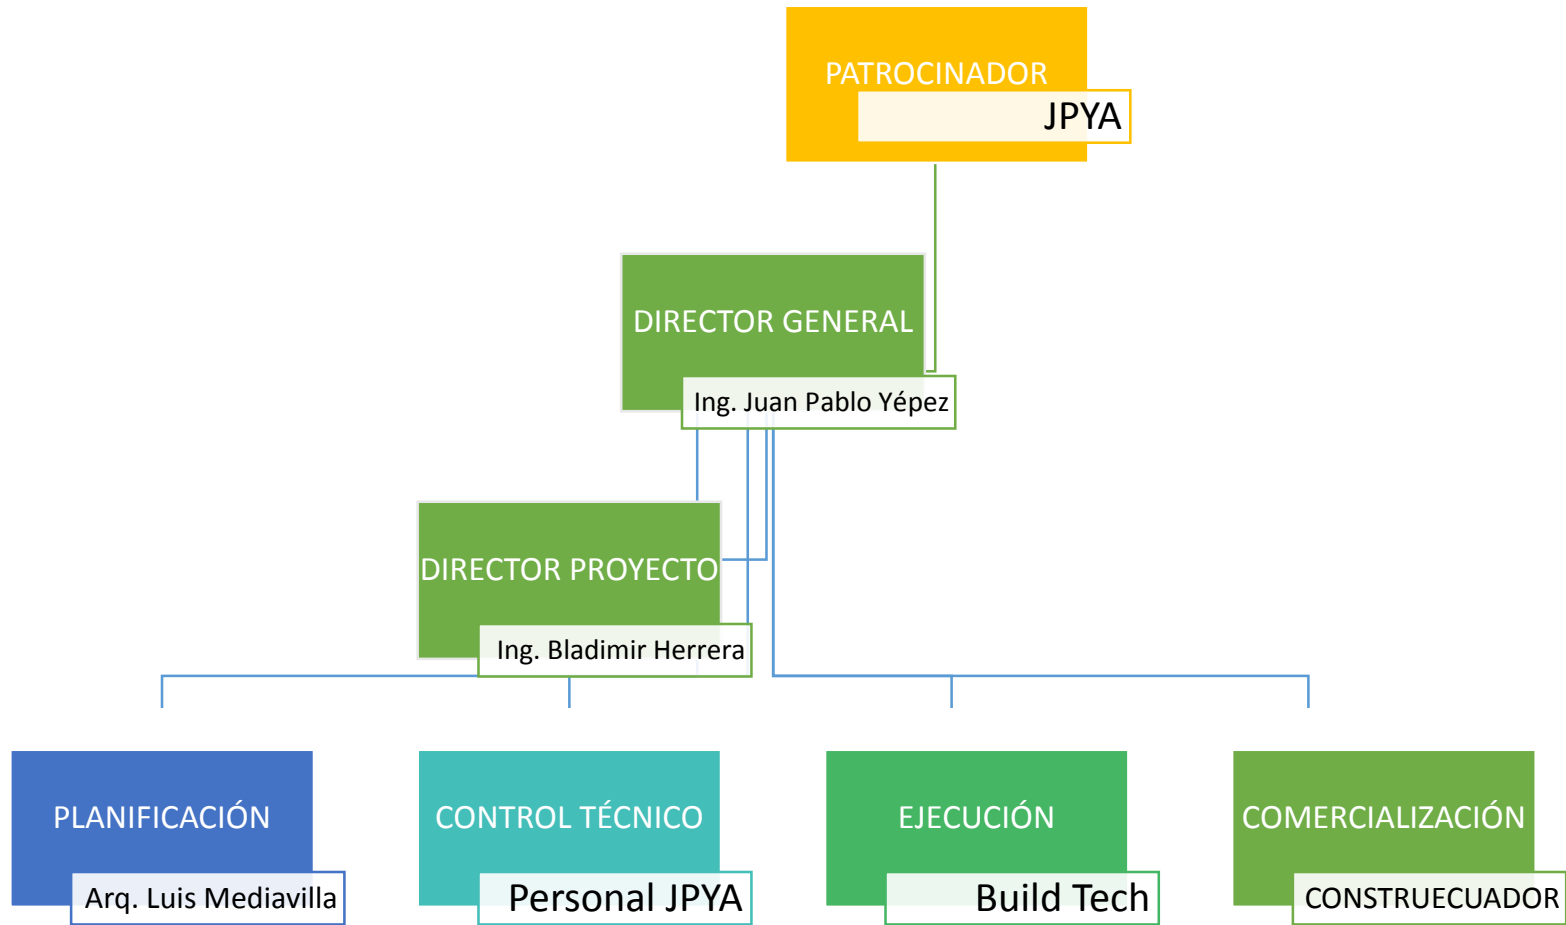 PATROCINADOR
JPYA
DIRECTOR GENERAL
Ing. Juan Pablo Yépez
DIRECTOR PROYECTO
Ing. Bladimir Herrera
PLANIFICACIÓN
Arq. Luis Mediavilla
CONTROL TÉCNICO
Personal JPYA
EJECUCIÓN
Build Tech
COMERCIALIZACIÓN
CONSTRUECUADOR